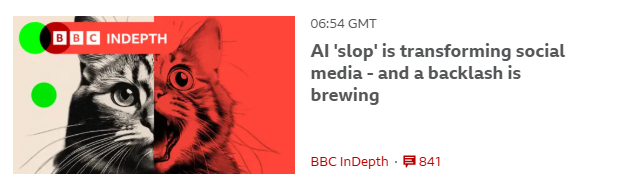 BBC INDEPTH
06:54 GMT
AI 'slop' is transforming social
media - and a backlash is
brewing
BBC InDepth · 841